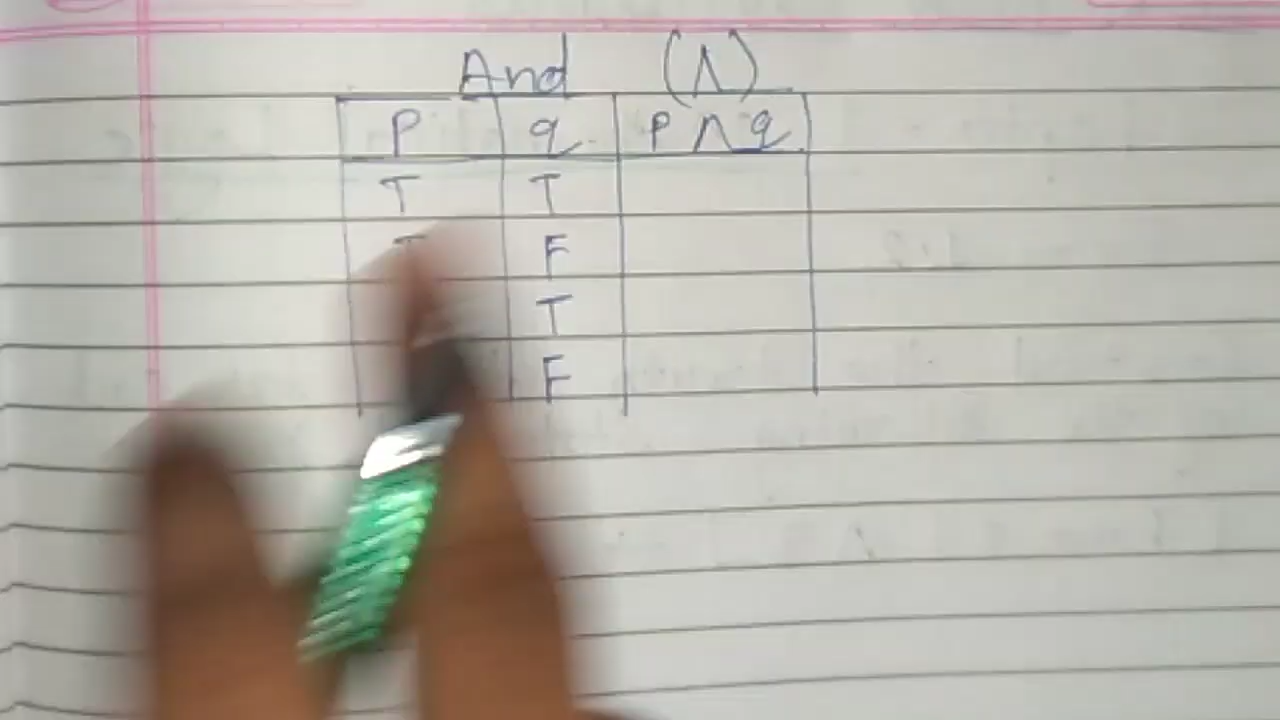 And (∧)
P q P ∧ q
T T
T F
T
F